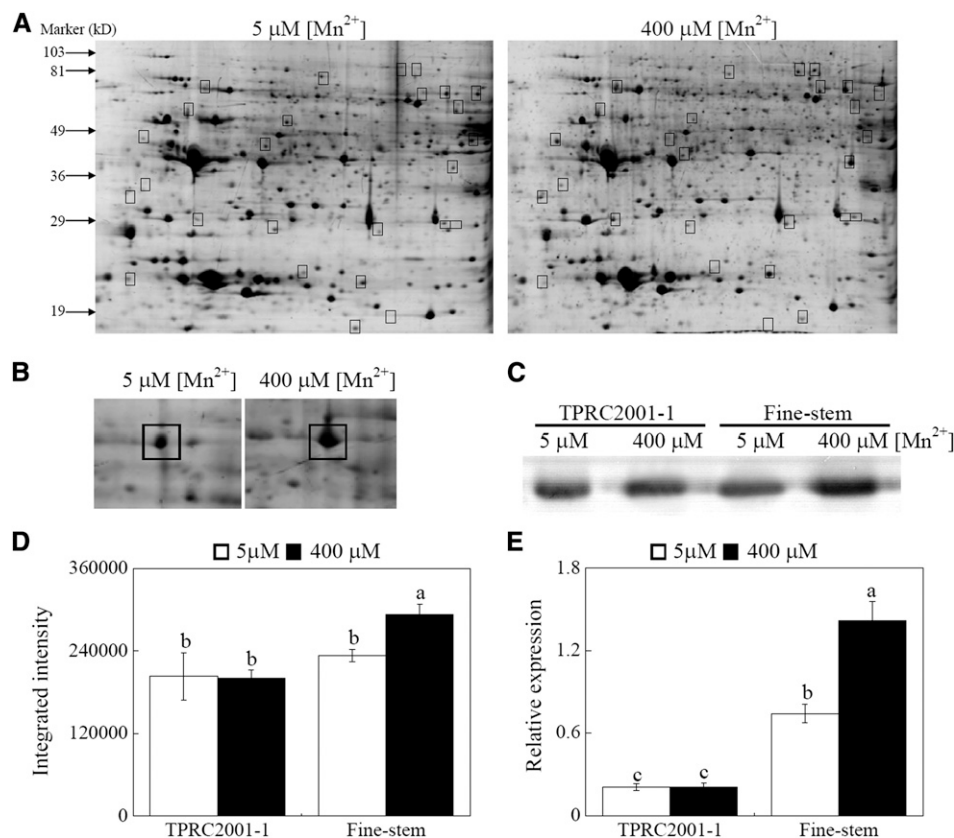 A
Marker (kD)
5 μM [Mn2+]
400 μM [Mn2+]
103
81
49
36
29
19
B
5 μM [Mn2+]
400 μM [Mn2+]
C
TPRC2001-1 Fine-stem
5 μM 400 μM 5 μM 400 μM [Mn2+]
D
5μM 400 μM
Integrated intensity
360000
240000
120000
0
b b b a
TPRC2001-1 Fine-stem
E
5μM 400 μM
Relative expression
1.8
1.2
0.6
0
c c b a
TPRC2001-1 Fine-stem